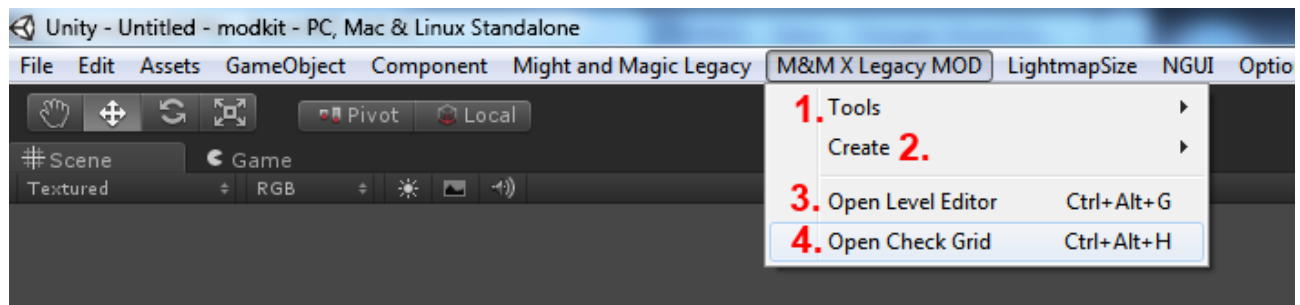 Unity - Untitled - modkit - PC, Mac & Linux Standalone
File Edit Assets GameObject Component Might and Magic Legacy M&M X Legacy MOD LightmapSize NGUI Optio
Pivot Local
1. Tools
Create 2.
Scene Game
Textured RGB
3. Open Level Editor Ctrl+Alt+G
4. Open Check Grid Ctrl+Alt+H